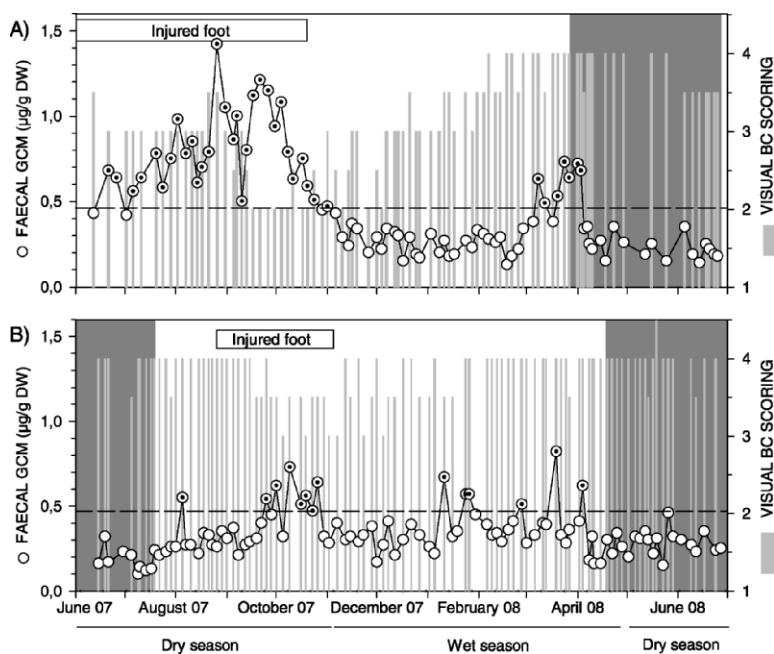 A)
Injured foot
1,5
1,0
0,5
0,0
FAECAL GCM (µg/g DW)
4
3
2
1
VISUAL BC SCORING
B)
Injured foot
1,5
1,0
0,5
0,0
FAECAL GCM (µg/g DW)
4
3
2
1
VISUAL BC SCORING
June 07 August 07 October 07 December 07 February 08 April 08 June 08
Dry season Wet season Dry season